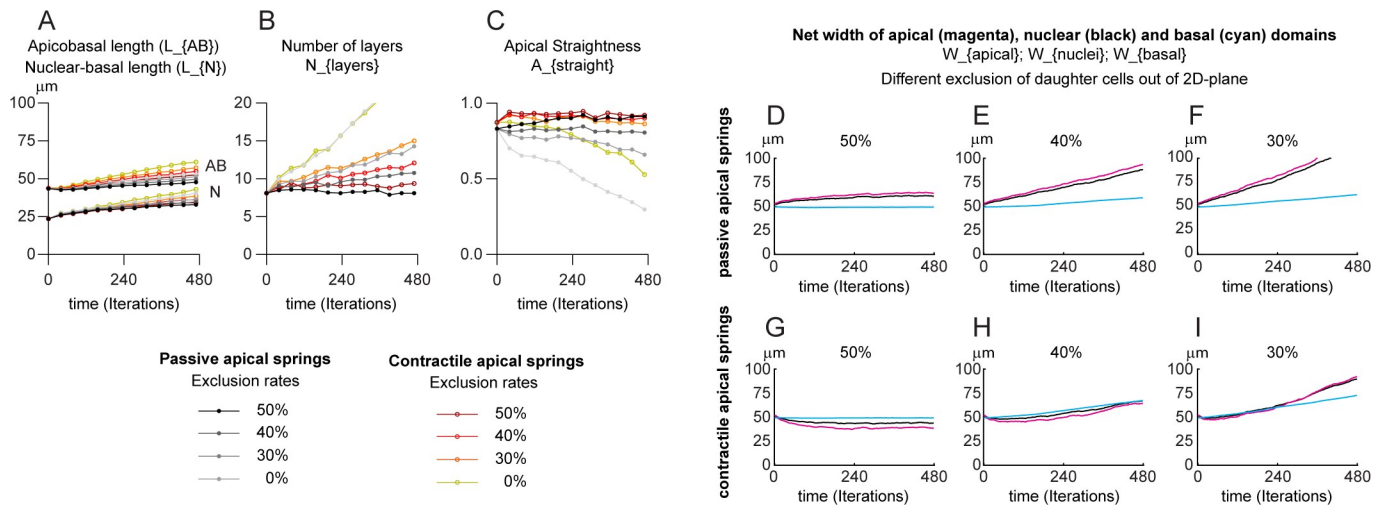 A
Apicobasal length (L_{AB})
Nuclear-basal length (L_{N})
μm
100
75
50
25
0
AB
N
0
240
480
time (Iterations)
B
Number of layers
N_{layers}
20
15
10
5
0
0
240
480
time (Iterations)
C
Apical Straightness
A_{straight}
1.0
0.5
0.0
0
240
480
time (Iterations)
Passive apical springs
Exclusion rates
50%
40%
30%
0%
Contractile apical springs
Exclusion rates
50%
40%
30%
0%
Net width of apical (magenta), nuclear (black) and basal (cyan) domains
W_{apical}; W_{nuclei}; W_{basal}
Different exclusion of daughter cells out of 2D-plane
passive apical springs
D
μm
50%
100
75
50
25
0
0
240
480
time (Iterations)
E
μm
40%
100
75
50
25
0
0
240
480
time (Iterations)
F
μm
30%
100
75
50
25
0
0
240
480
time (Iterations)
contractile apical springs
G
μm
50%
100
75
50
25
0
0
240
480
time (Iterations)
H
μm
40%
100
75
50
25
0
0
240
480
time (Iterations)
I
μm
30%
100
75
50
25
0
0
240
480
time (Iterations)